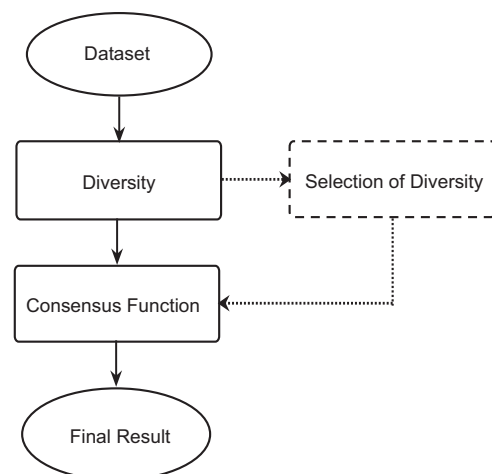 Dataset
Diversity
Selection of Diversity
Consensus Function
Final Result